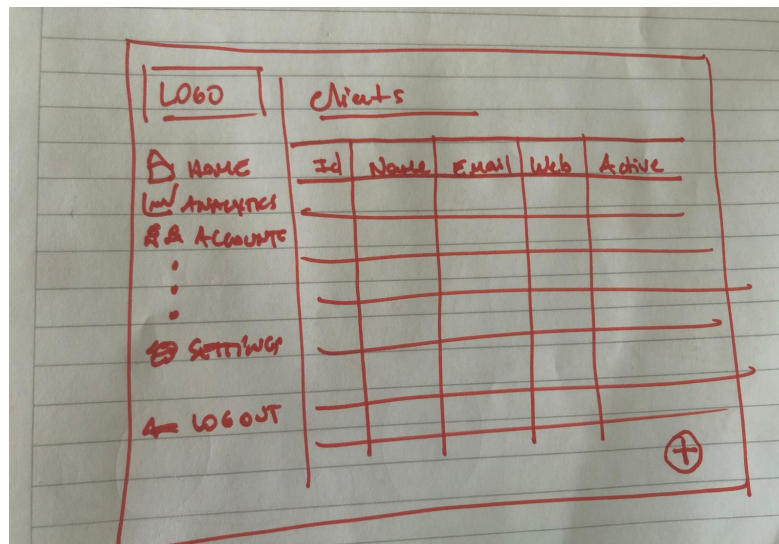 LOGO
Clients
HOME
ANALYTICS
ACCOUNTS
SETTINGS
LOGOUT
Id Name Email Web Active